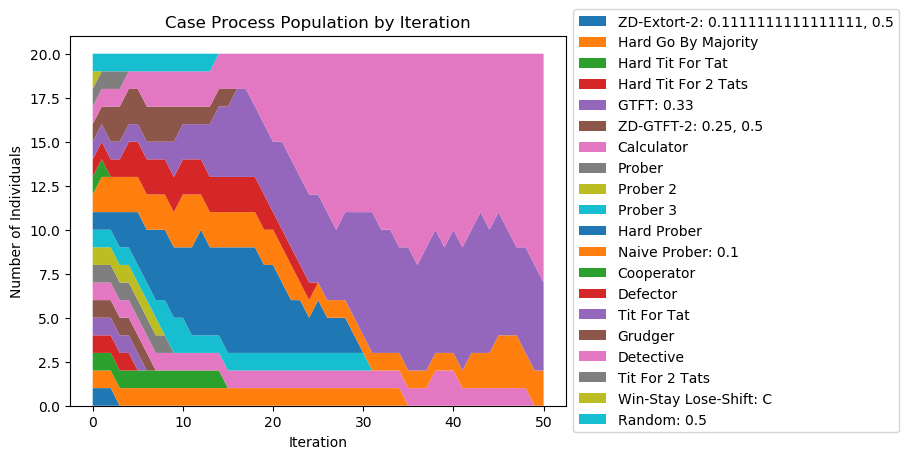 Case Process Population by Iteration
Number of Individuals
20.0
17.5
15.0
12.5
10.0
7.5
5.0
2.5
0.0
0 10 20 30 40 50
Iteration
ZD-Extort-2: 0.1111111111111111, 0.5
Hard Go By Majority
Hard Tit For Tat
Hard Tit For 2 Tats
GTFT: 0.33
ZD-GTFT-2: 0.25, 0.5
Calculator
Prober
Prober 2
Prober 3
Hard Prober
Naive Prober: 0.1
Cooperator
Defector
Tit For Tat
Grudger
Detective
Tit For 2 Tats
Win-Stay Lose-Shift: C
Random: 0.5